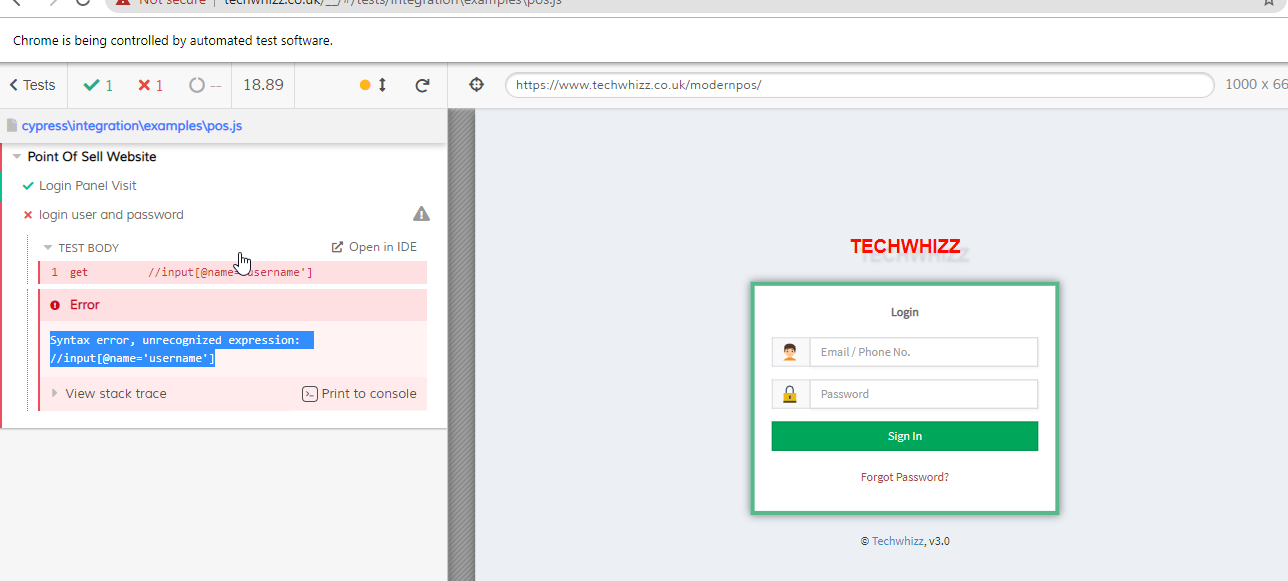 Not secure | techwhizz.co.uk/__/#/tests/integration\examples\pos.js
Chrome is being controlled by automated test software.
Tests 1 1 -- 18.89 https://www.techwhizz.co.uk/modernpos/ 1000 x 66
cypress\integration\examples\pos.js
Point Of Sell Website
Login Panel Visit
login user and password
TEST BODY Open in IDE
1 get //input[@name='username']
Error
Syntax error, unrecognized expression:
//input[@name='username']
View stack trace Print to console
TECHWHIZZ
Login
Email / Phone No.
Password
Sign In
Forgot Password?
© Techwhizz, v3.0